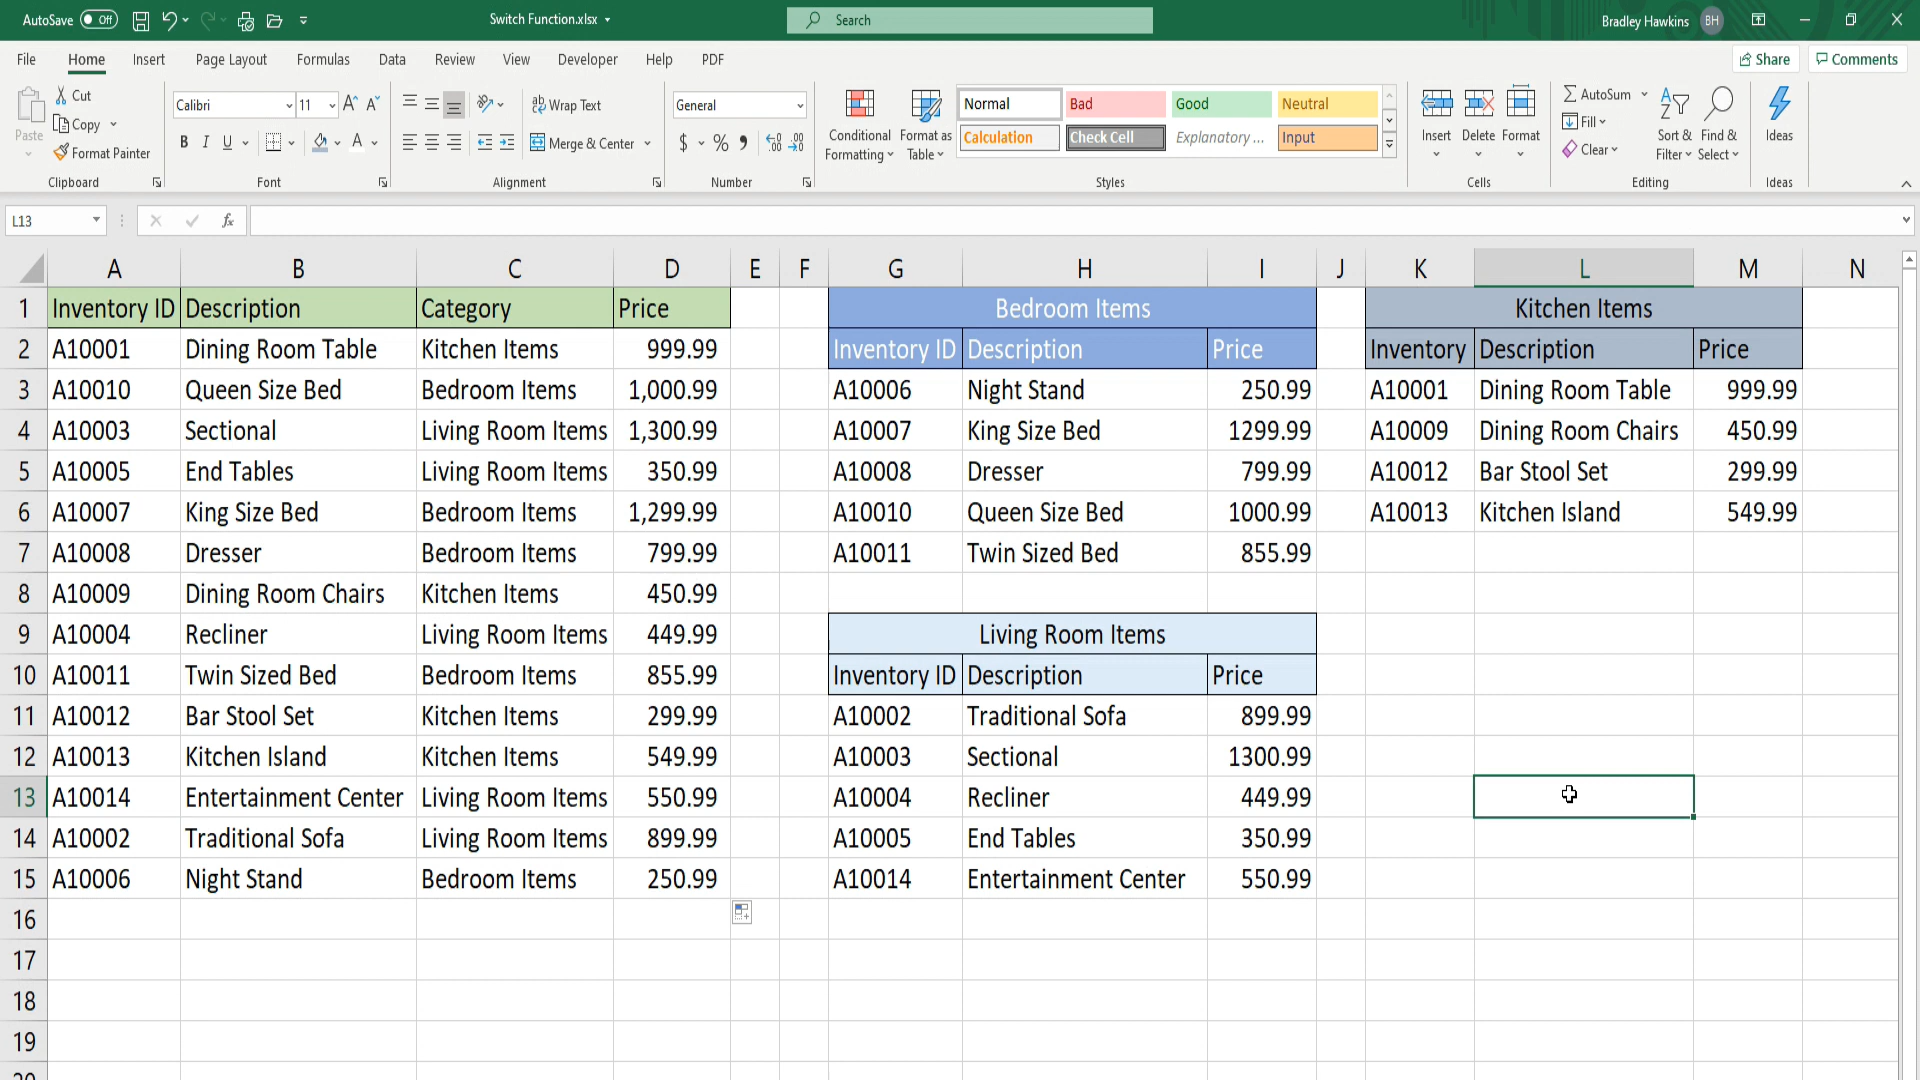 AutoSave Off Switch Function.xlsx Search Bradley Hawkins BH
File Home Insert Page Layout Formulas Data Review View Developer Help PDF Share Comments
Paste Cut Copy Format Painter
Calibri 11 A A
B I U A
Wrap Text
Merge & Center
General
$ % ,
Conditional Formatting Format as Table
Normal Bad Good Neutral
Calculation Check Cell Explanatory ... Input
Insert Delete Format
AutoSum
Fill
Clear
Sort & Filter Find & Select
Ideas
Clipboard Font Alignment Number Styles Cells Editing Ideas
L13 fx
A B C D E F G H I J K L M N
1 Inventory ID Description Category Price Bedroom Items Kitchen Items
2 A10001 Dining Room Table Kitchen Items 999.99 Inventory ID Description Price Inventory Description Price
3 A10010 Queen Size Bed Bedroom Items 1,000.99 A10006 Night Stand 250.99 A10001 Dining Room Table 999.99
4 A10003 Sectional Living Room Items 1,300.99 A10007 King Size Bed 1299.99 A10009 Dining Room Chairs 450.99
5 A10005 End Tables Living Room Items 350.99 A10008 Dresser 799.99 A10012 Bar Stool Set 299.99
6 A10007 King Size Bed Bedroom Items 1,299.99 A10010 Queen Size Bed 1000.99 A10013 Kitchen Island 549.99
7 A10008 Dresser Bedroom Items 799.99 A10011 Twin Sized Bed 855.99
8 A10009 Dining Room Chairs Kitchen Items 450.99
9 A10004 Recliner Living Room Items 449.99 Living Room Items
10 A10011 Twin Sized Bed Bedroom Items 855.99 Inventory ID Description Price
11 A10012 Bar Stool Set Kitchen Items 299.99 A10002 Traditional Sofa 899.99
12 A10013 Kitchen Island Kitchen Items 549.99 A10003 Sectional 1300.99
13 A10014 Entertainment Center Living Room Items 550.99 A10004 Recliner 449.99
14 A10002 Traditional Sofa Living Room Items 899.99 A10005 End Tables 350.99
15 A10006 Night Stand Bedroom Items 250.99 A10014 Entertainment Center 550.99
16
17
18
19
20